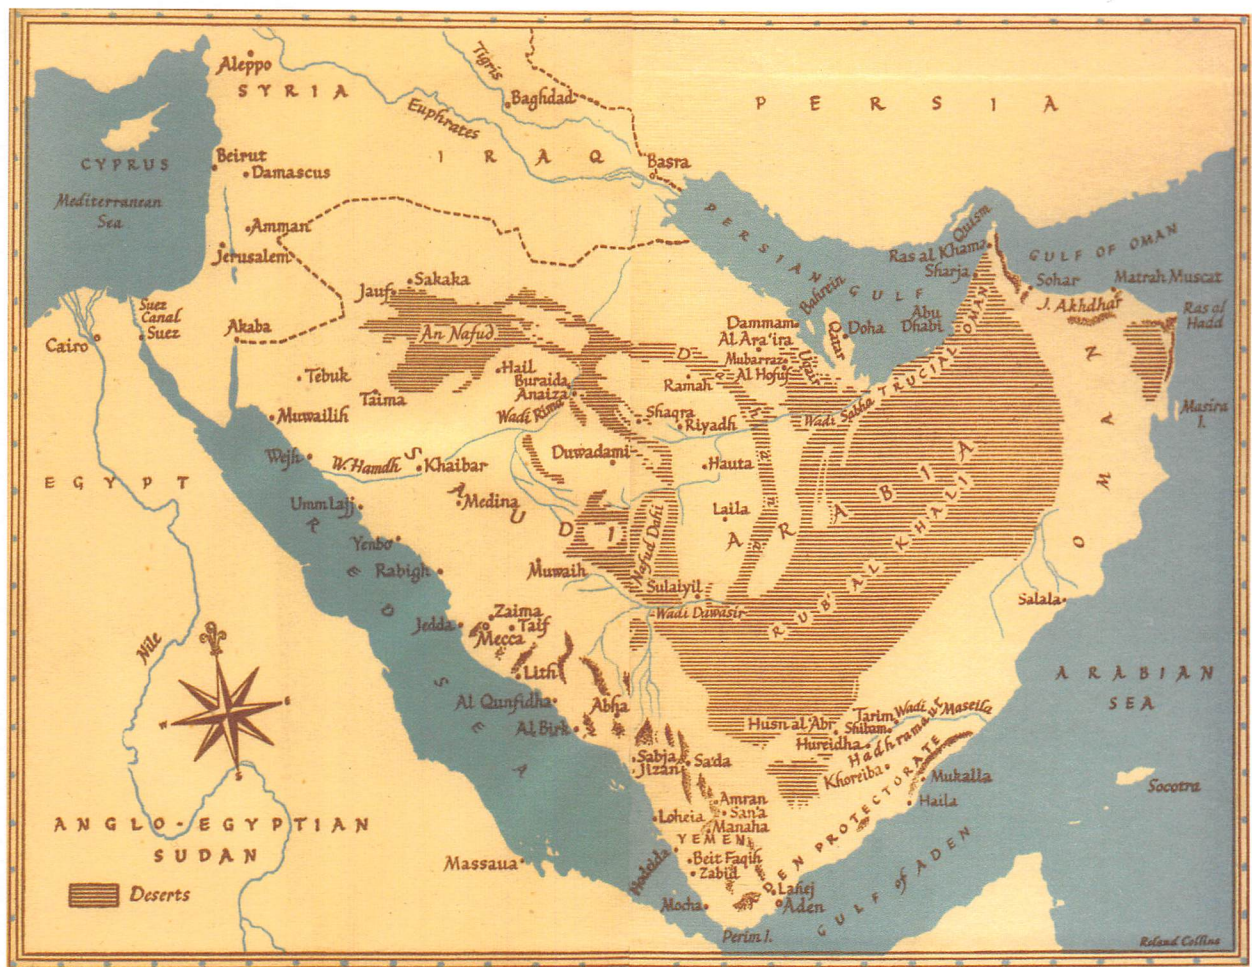 Aleppo
SYRIA
Tigris
Baghdad
Euphrates
PERSIA
IRAQ
Basra
CYPRUS
Mediterranean
Sea
Beirut
Damascus
Amman
Jerusalem
PERSIAN GULF
Quism
GULF OF OMAN
Ras al Khama
Sharja
Bahrein
Sohar
Matrah Muscat
J. Akhdhar
Ras al
Hadd
Suez
Canal
Suez
Cairo
Akaba
Jauf
Sakaka
An Nafud
Abu
Dhabi
TRUCIAL OMAN
Dammam
Al Ara'ira
Mubarraz
Al Hofuf
Ukair
Qatar
Doha
Tebuk
Taima
Hail
Buraida
Anaiza
Wadi Rima
Ramah
Dahana
Muwailih
Shaqra
Riyadh
Wadi Sahba
Masira
I.
Wejh
W. Hamdh
Khaibar
Duwadami
Hauta
EGYPT
Medina
Umm Lajj
Laila
SAUDI ARABIA
OMAN
Yenbo
Rabigh
Muwaih
Nafud Dahi
RUB' AL KHALI
Sulaiyil
Wadi Dawasir
Salala
RED SEA
Nile
Jedda
Zaima
Mecca
Taif
Lith
ARABIAN
SEA
Al Qunfidha
Abha
Al Birk
Husn al 'Abr
Tarim
Shibam
Wadi Maseila
Hureidha
Hadhramaut
Khoreiba
Sabja
Jizan
Sada
Mukalla
Haila
Socotra
N
E
S
W
ANGLO-EGYPTIAN
SUDAN
Amran
San'a
Manaha
Loheia
YEMEN
Hodeida
Beit Faqih
Zabid
ADEN PROTECTORATE
Massaua
Mocha
Lahej
Aden
GULF of ADEN
Perim I.
Deserts
Roland Collins